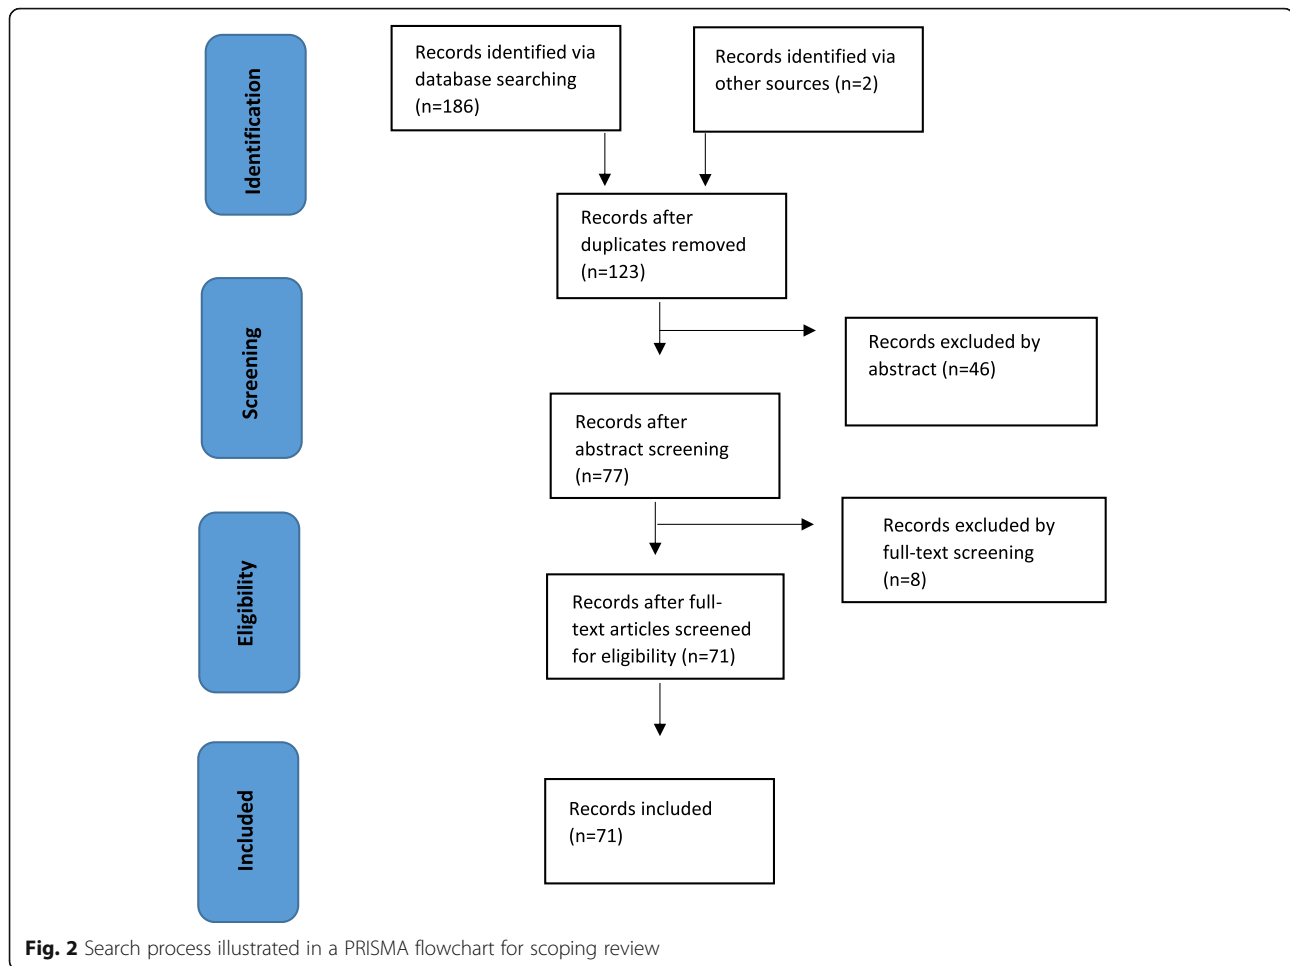 Identification
Records identified via
database searching
(n=186)
Records identified via
other sources (n=2)
Records after
duplicates removed
(n=123)
Screening
Records excluded by
abstract (n=46)
Records after
abstract screening
(n=77)
Records excluded by
full-text screening
(n=8)
Eligibility
Records after full-
text articles screened
for eligibility (n=71)
Included
Records included
(n=71)
Fig. 2 Search process illustrated in a PRISMA flowchart for scoping review